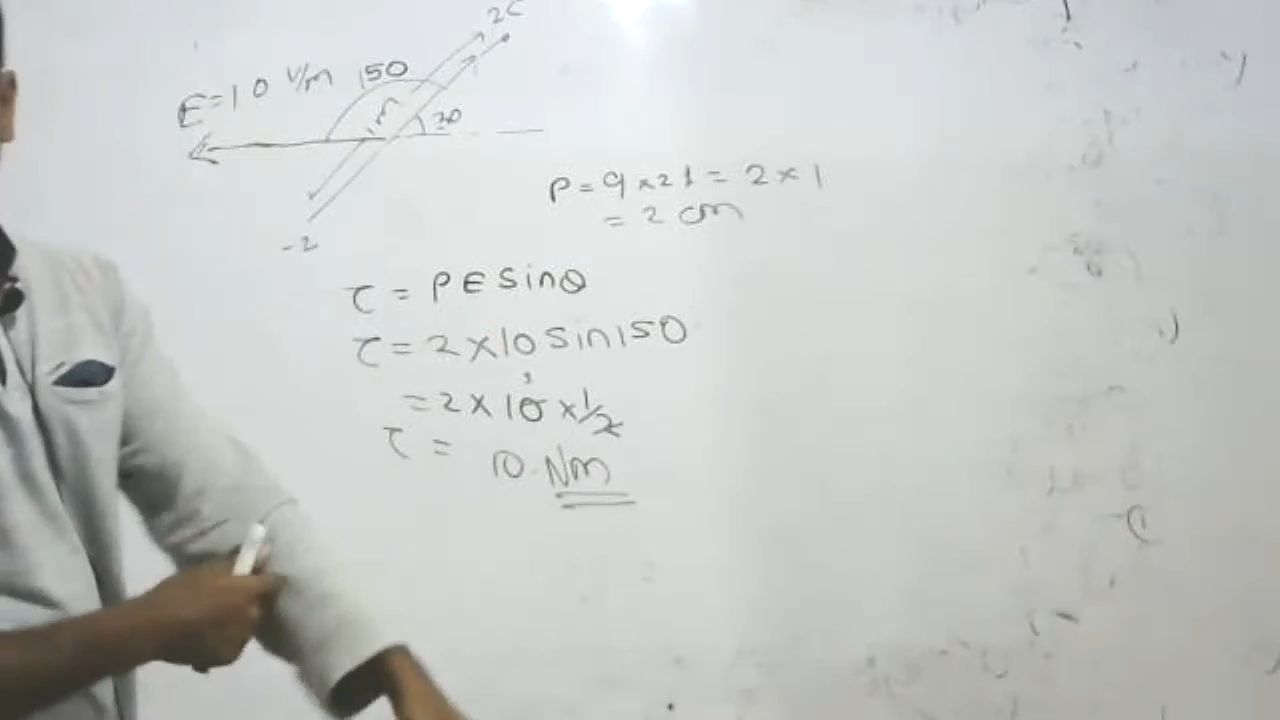 2C
E=10 V/m 150
30
-2
P = q × 2l = 2 × 1
= 2 cm
τ = PE sinθ
τ = 2×10 sin150
= 2 × 10 × 1/2
τ = 10 Nm